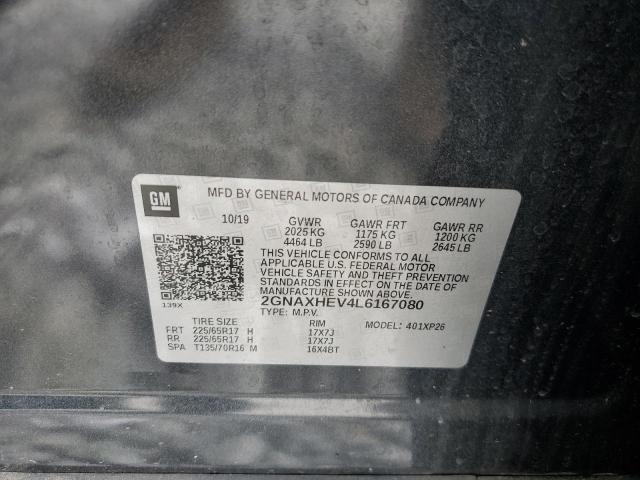 GM
MFD BY GENERAL MOTORS OF CANADA COMPANY
10/19 GVWR GAWR FRT GAWR RR
2025 KG 1175 KG 1200 KG
4464 LB 2590 LB 2645 LB
THIS VEHICLE CONFORMS TO ALL
APPLICABLE U.S. FEDERAL MOTOR
VEHICLE SAFETY AND THEFT PREVENTION
STANDARDS IN EFFECT ON THE DATE OF
MANUFACTURE SHOWN ABOVE.
139X 2GNAXHEV4L6167080
TYPE: M.P.V.
TIRE SIZE RIM MODEL: 401XP26
FRT 225/65R17 H 17X7J
RR 225/65R17 H 17X7J
SPA T135/70R16 M 16X4BT